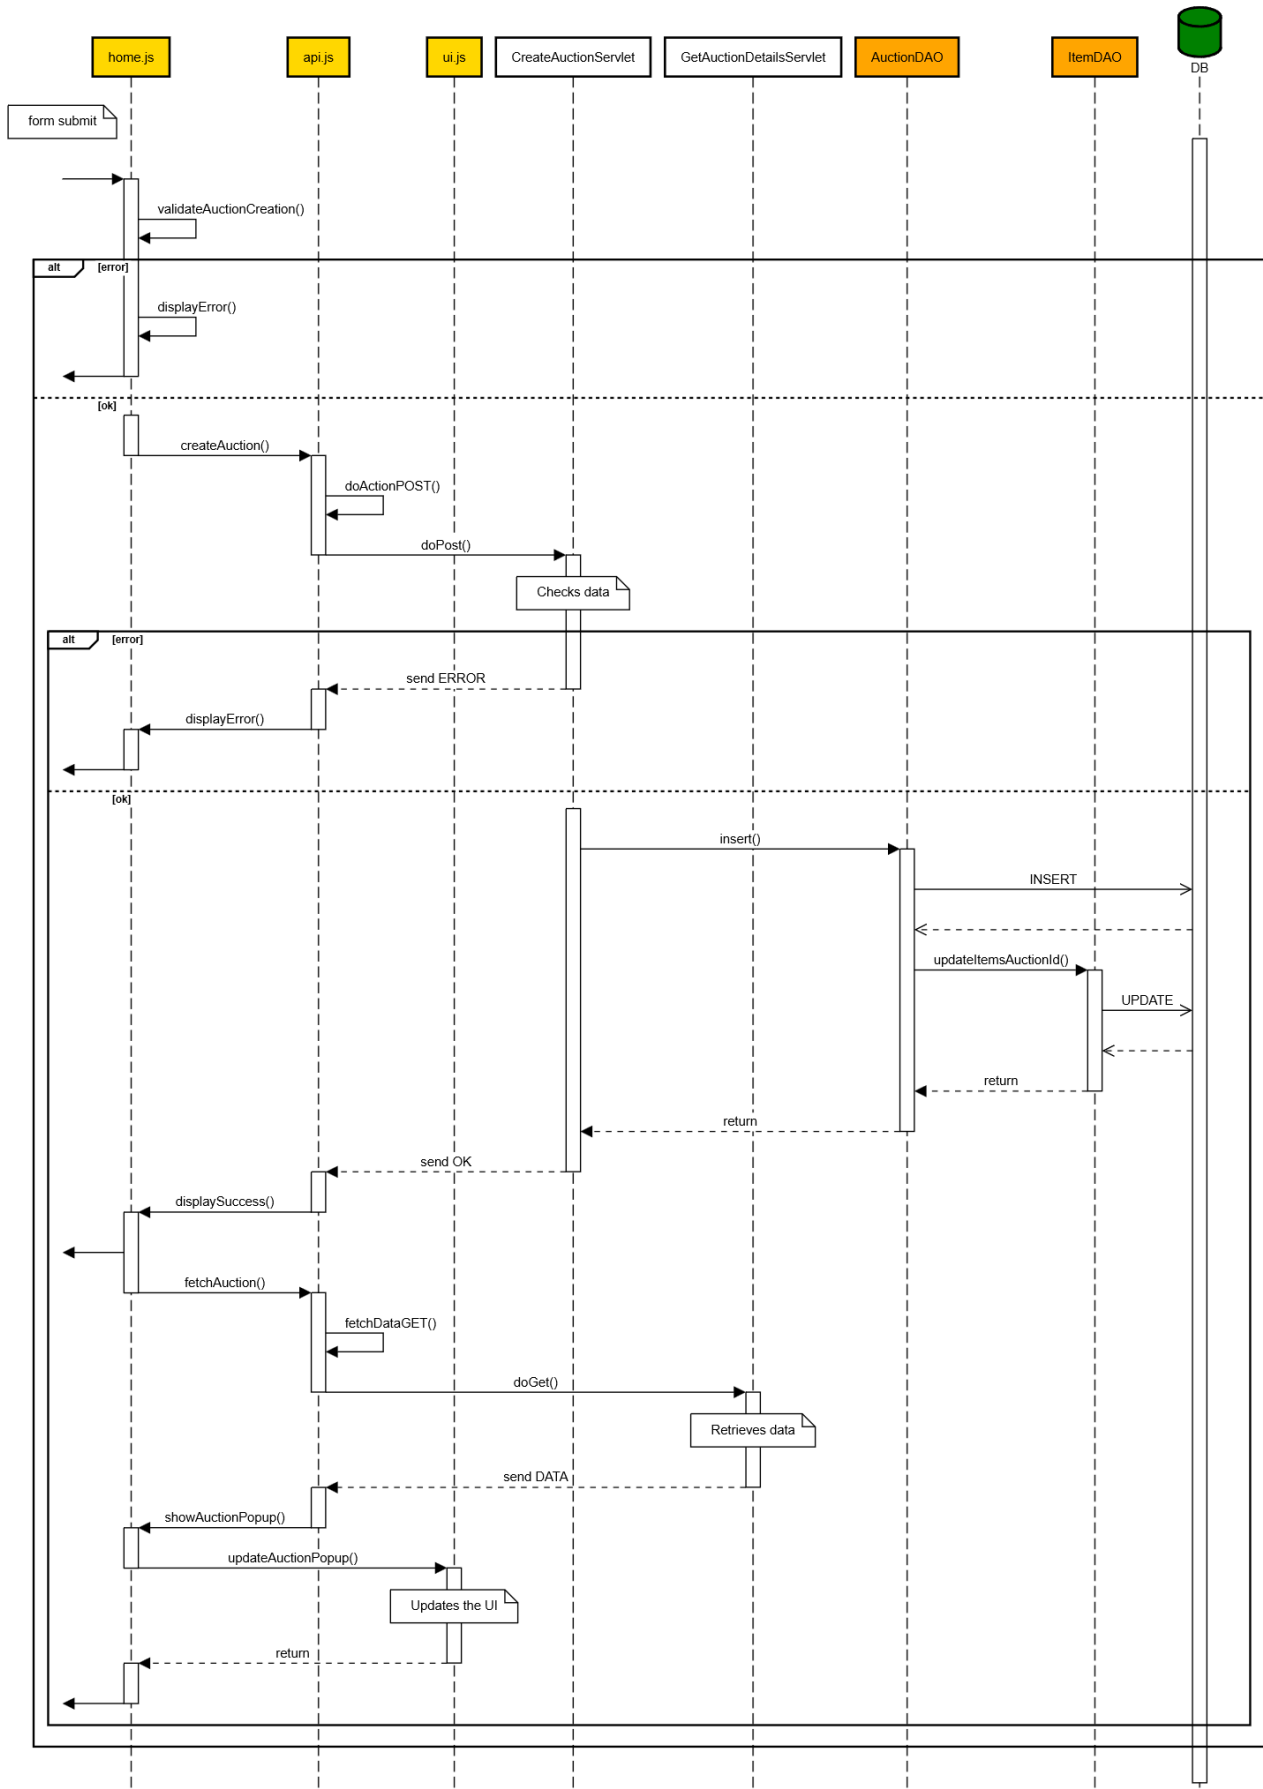 home.js
api.js
ui.js
CreateAuctionServlet
GetAuctionDetailsServlet
AuctionDAO
ItemDAO
DB
form submit
validateAuctionCreation()
alt [error]
displayError()
[ok]
createAuction()
doActionPOST()
doPost()
Checks data
alt [error]
send ERROR
displayError()
[ok]
insert()
INSERT
updateItemsAuctionId()
UPDATE
return
return
send OK
displaySuccess()
fetchAuction()
fetchDataGET()
doGet()
Retrieves data
send DATA
showAuctionPopup()
updateAuctionPopup()
Updates the UI
return